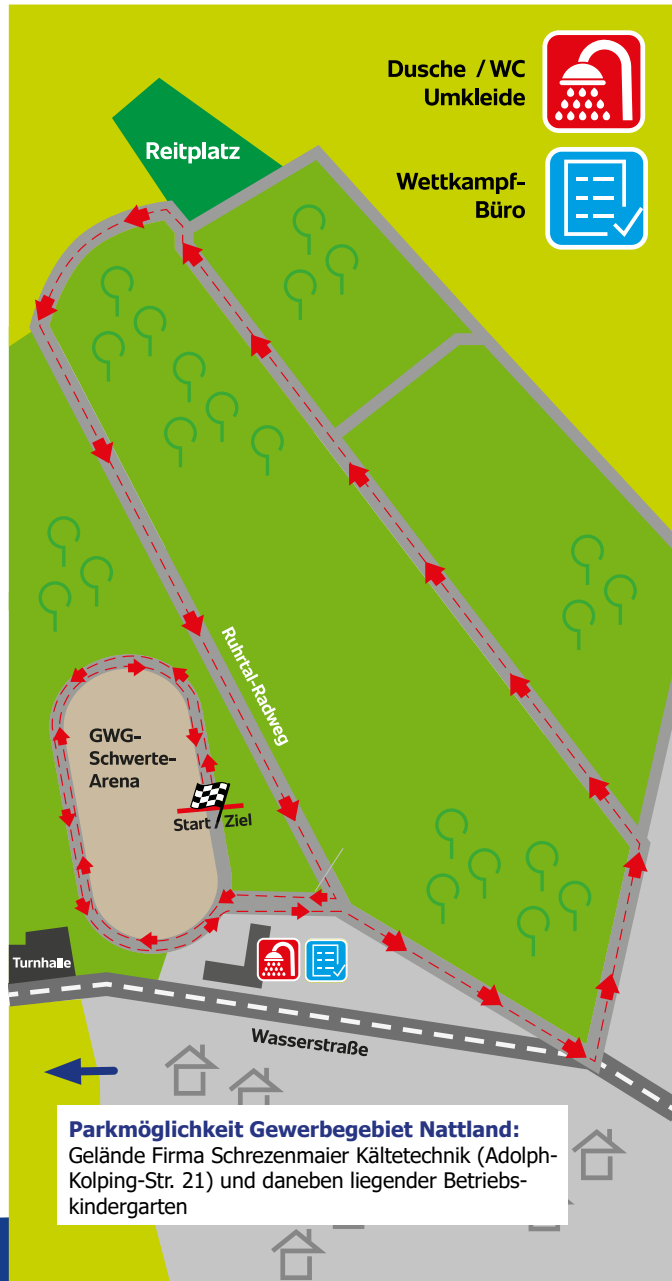 Dusche / WC
Umkleide
Wettkampf-
Büro
Reitplatz
Ruhrtal-Radweg
GWG-
Schwerte-
Arena
Start / Ziel
Turnhalle
Wasserstraße
Parkmöglichkeit Gewerbegebiet Nattland:
Gelände Firma Schrezenmaier Kältetechnik (Adolph-
Kolping-Str. 21) und daneben liegender Betriebs-
kindergarten